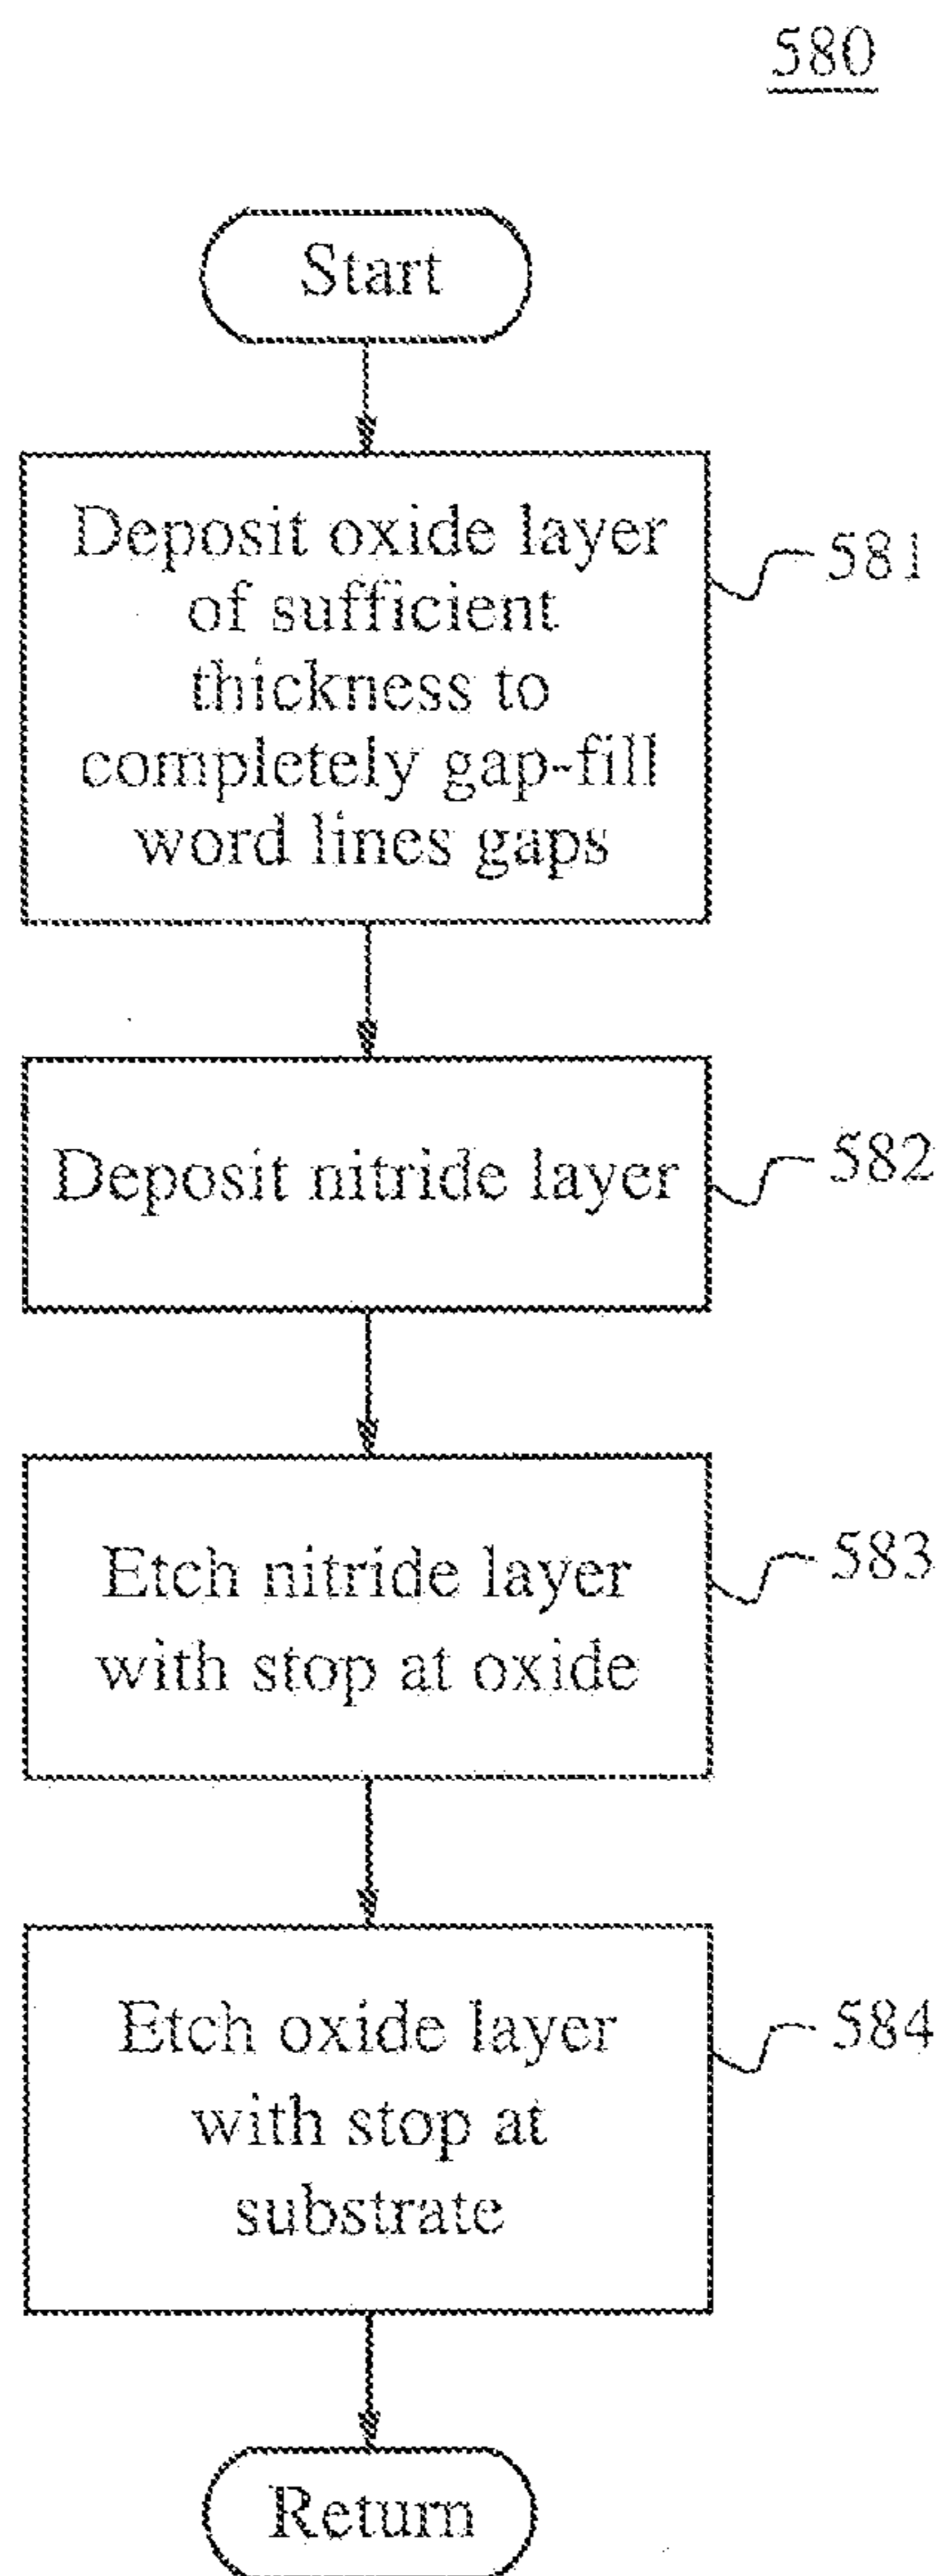 580
Start
Deposit oxide layer
of sufficient
thickness to
completely gap-fill
word lines gaps
581
Deposit nitride layer
582
Etch nitride layer
with stop at oxide
583
Etch oxide layer
with stop at
substrate
584
Return